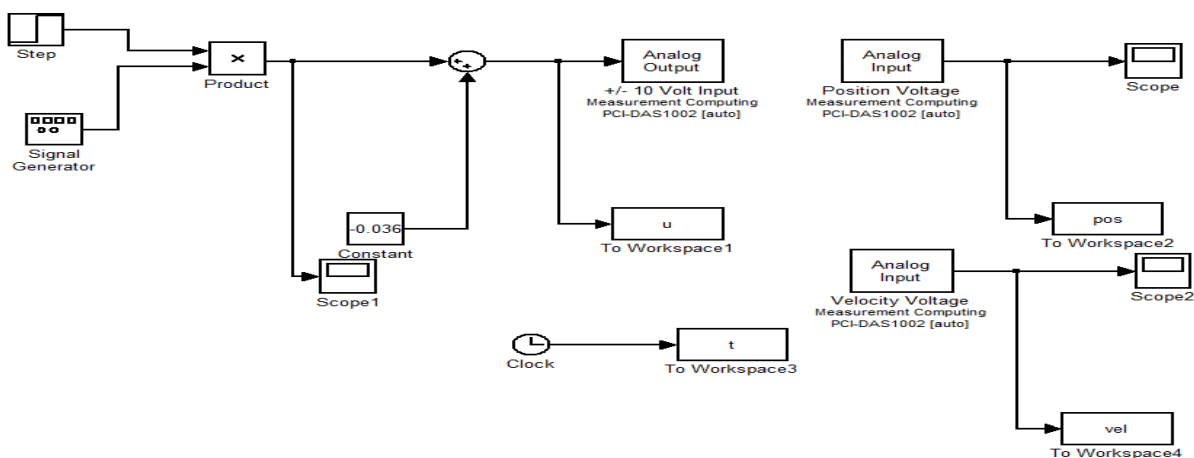 Step
×
Product
Signal
Generator
-0.036
Constant
Scope1
++
Analog
Output
+/- 10 Volt Input
Measurement Computing
PCI-DAS1002 [auto]
u
To Workspace1
Clock
t
To Workspace3
Analog
Input
Position Voltage
Measurement Computing
PCI-DAS1002 [auto]
Scope
pos
To Workspace2
Analog
Input
Velocity Voltage
Measurement Computing
PCI-DAS1002 [auto]
Scope2
vel
To Workspace4